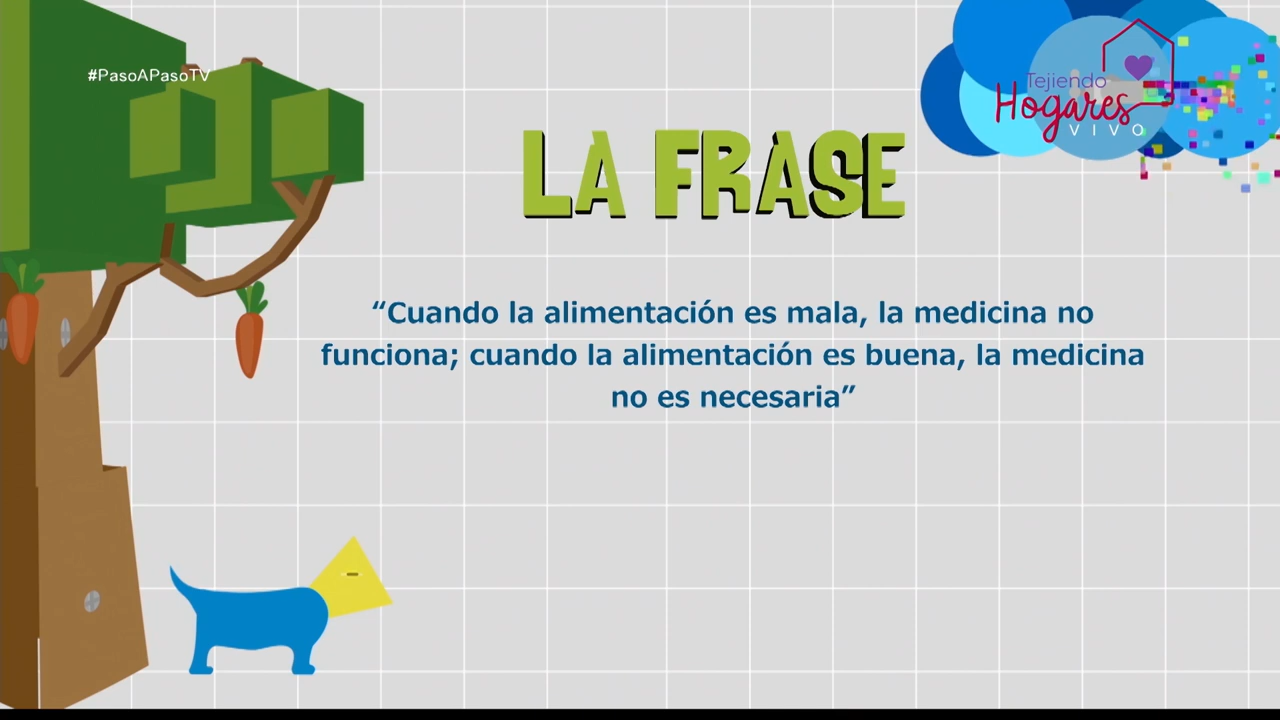 #PasoAPasoTV
Tejiendo
Hogares
VIVO
LA FRASE
“Cuando la alimentación es mala, la medicina no
funciona; cuando la alimentación es buena, la medicina
no es necesaria”